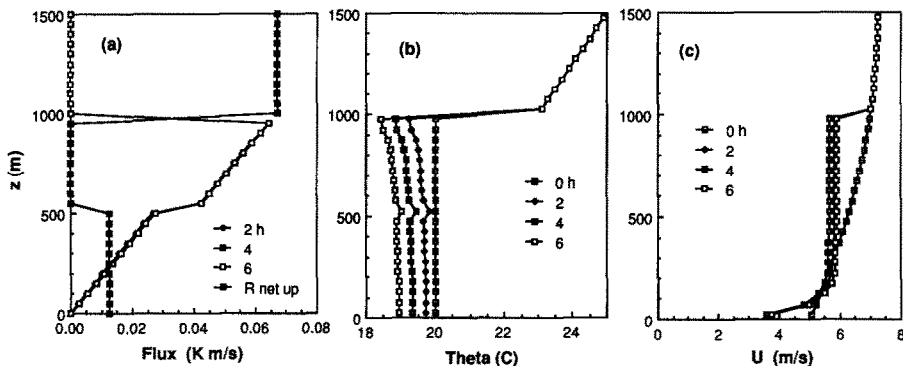 (a)
1500
1000
500
0
z (m)
0.00 0.02 0.04 0.06 0.08
Flux (K m/s)
2 h
4
6
R net up
(b)
1500
1000
500
0
18 20 22 24
Theta (C)
0 h
2
4
6
(c)
1500
1000
500
0
0 2 4 6 8
U (m/s)
0 h
2
4
6